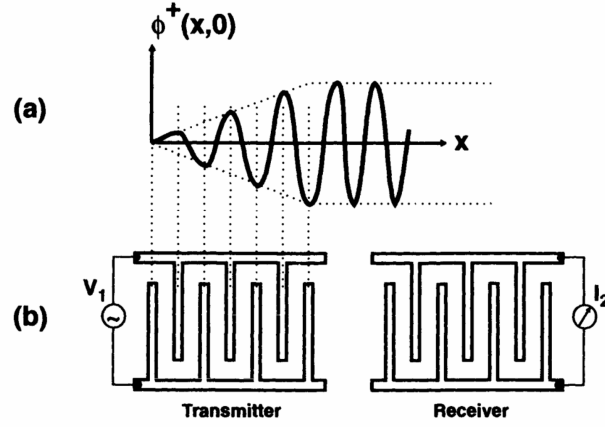 ϕ⁺(x,0)
(a)
x
(b)
V₁
~
I₂
Transmitter
Receiver